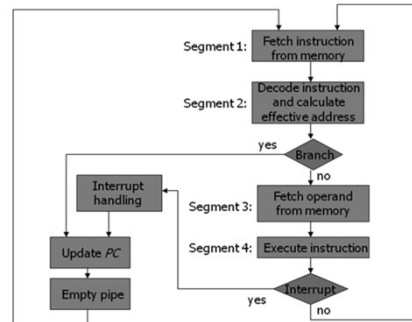 Segment 1:
Fetch instruction
from memory
Segment 2:
Decode instruction
and calculate
effective address
yes
Branch
no
Interrupt
handling
Segment 3:
Fetch operand
from memory
Update PC
Segment 4:
Execute instruction
Empty pipe
yes
Interrupt
no